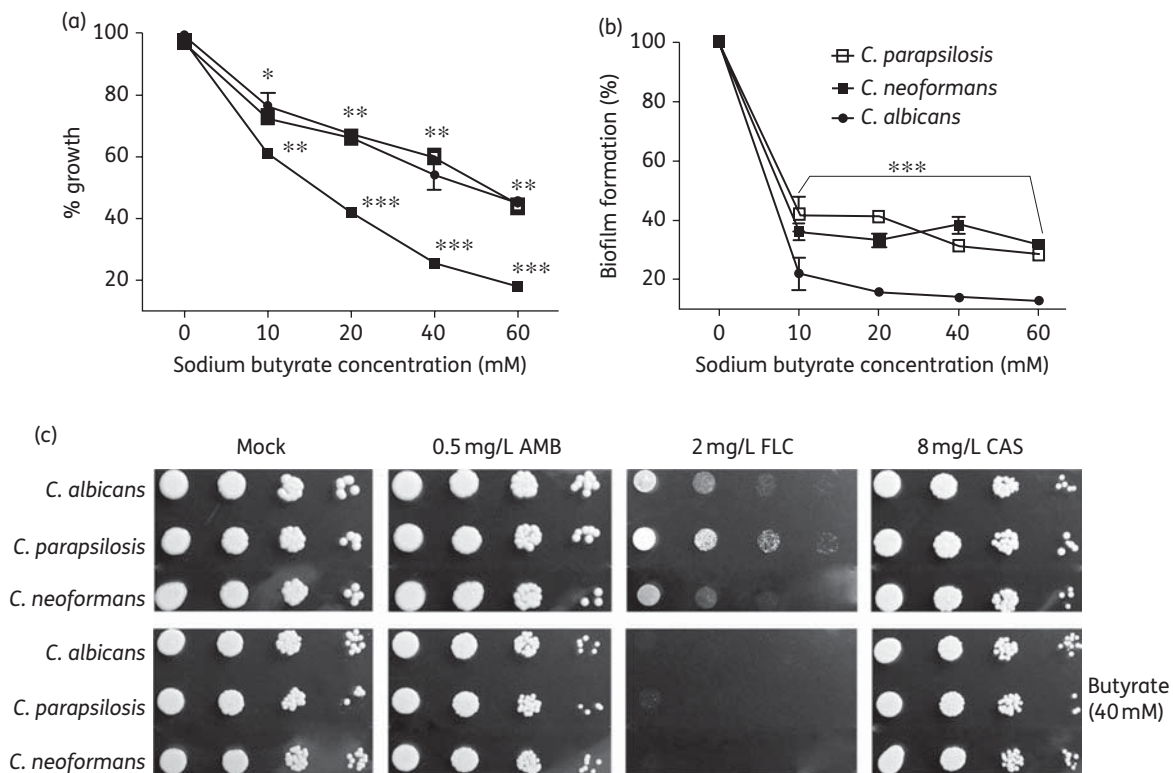 (a)
100
80
60
40
20
% growth
*
**
**
**
**
***
***
***
0 10 20 40 60
Sodium butyrate concentration (mM)
(b)
100
80
60
40
20
Biofilm formation (%)
C. parapsilosis
C. neoformans
C. albicans
***
0 10 20 40 60
Sodium butyrate concentration (mM)
(c)
Mock 0.5 mg/L AMB 2 mg/L FLC 8 mg/L CAS
C. albicans
C. parapsilosis
C. neoformans
C. albicans
C. parapsilosis
C. neoformans
Butyrate
(40 mM)